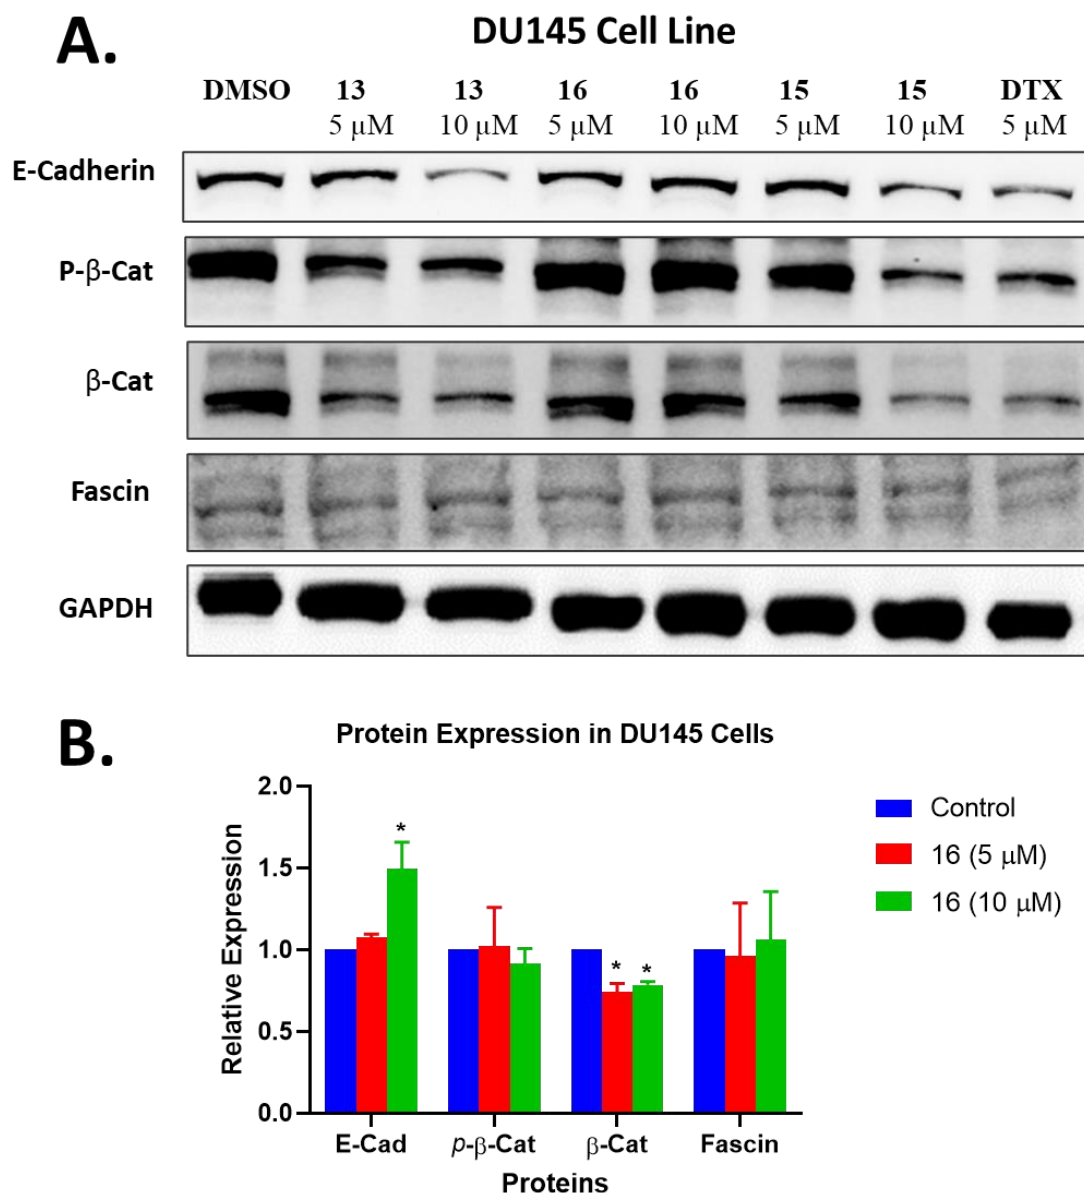 A.
DU145 Cell Line
DMSO 13 13 16 16 15 15 DTX
5 μM 10 μM 5 μM 10 μM 5 μM 10 μM 5 μM
E-Cadherin
P-β-Cat
β-Cat
Fascin
GAPDH
B.
Protein Expression in DU145 Cells
Relative Expression
2.0
1.5
1.0
0.5
0.0
* * *
E-Cad p-β-Cat β-Cat Fascin
Proteins
Control
16 (5 μM)
16 (10 μM)